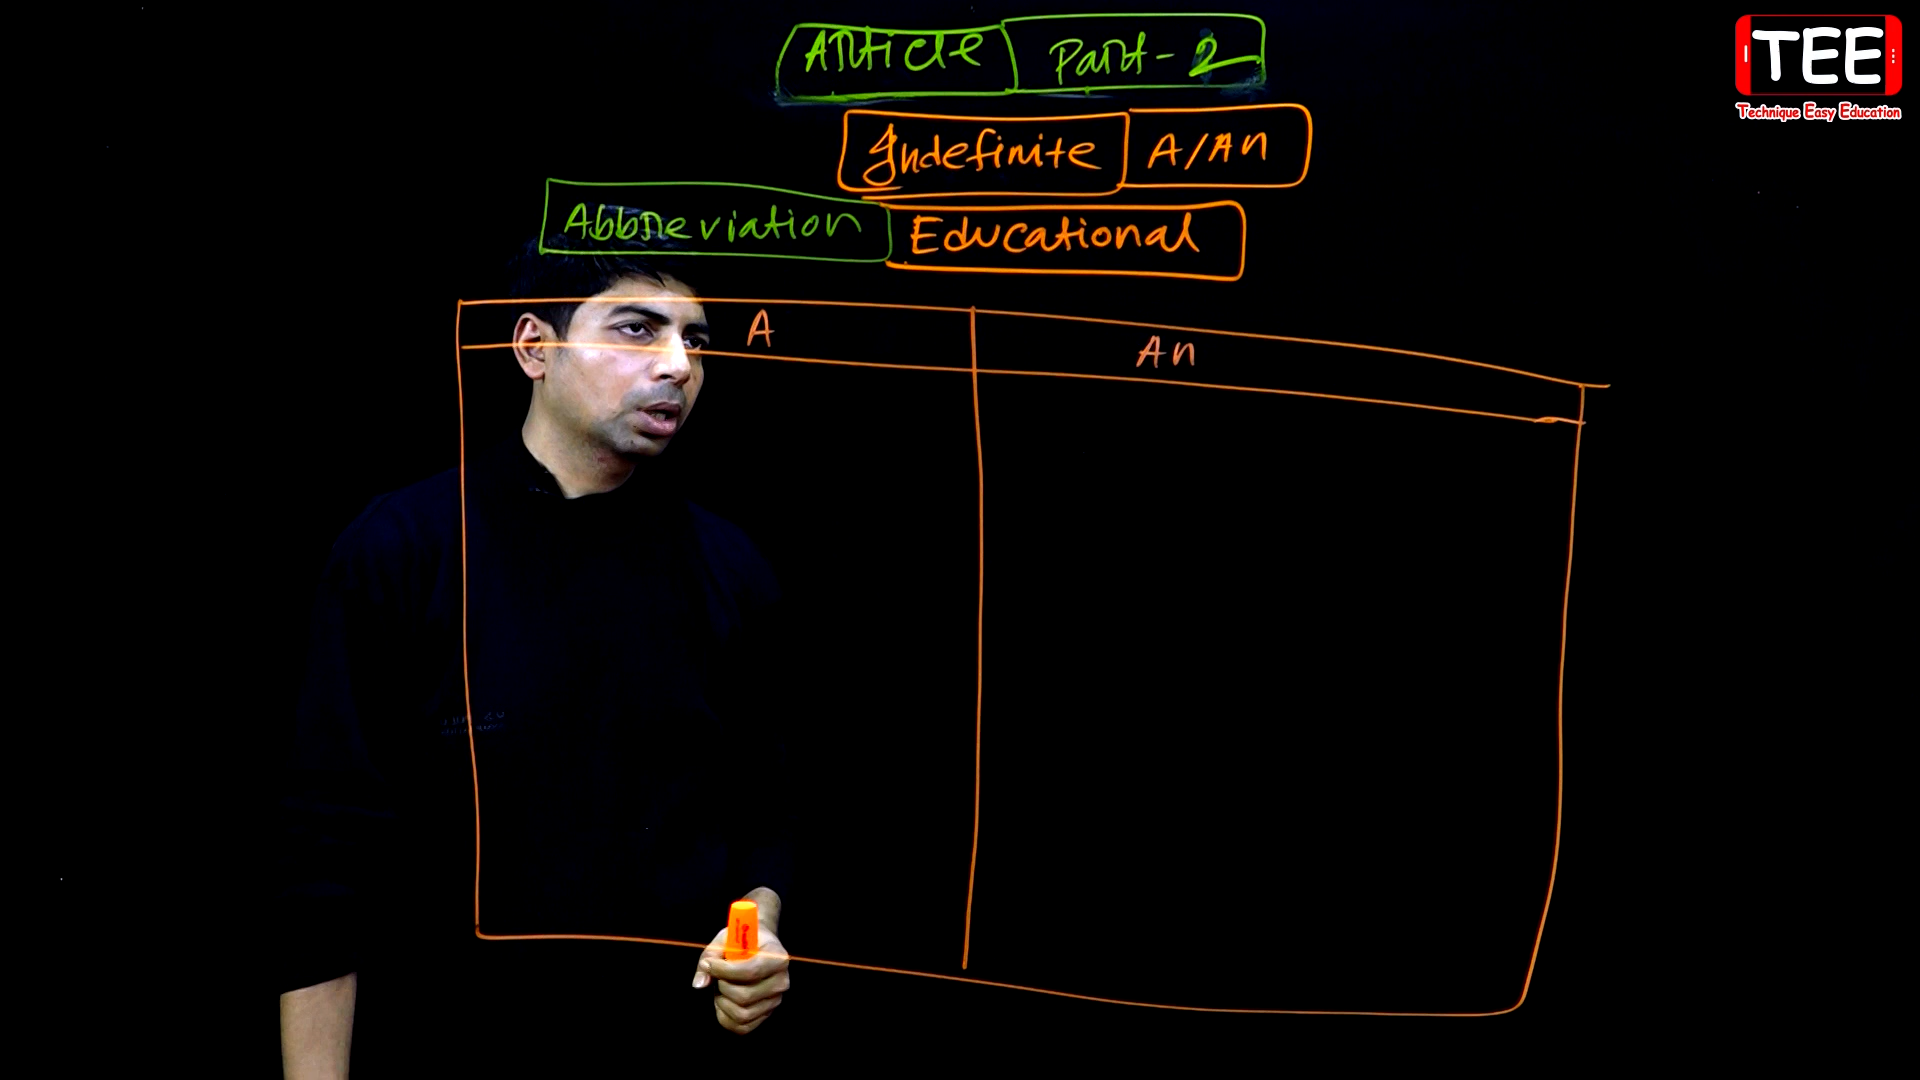 Article Part-2
TEE
Technique Easy Education
Indefinite A/An
Abbreviation Educational
A An